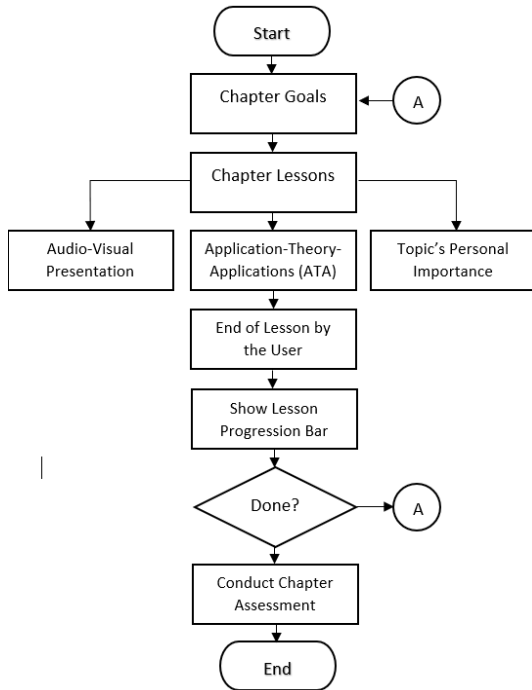 Start
Chapter Goals
A
Chapter Lessons
Audio-Visual
Presentation
Application-Theory-
Applications (ATA)
Topic's Personal
Importance
End of Lesson by
the User
Show Lesson
Progression Bar
Done?
A
Conduct Chapter
Assessment
End